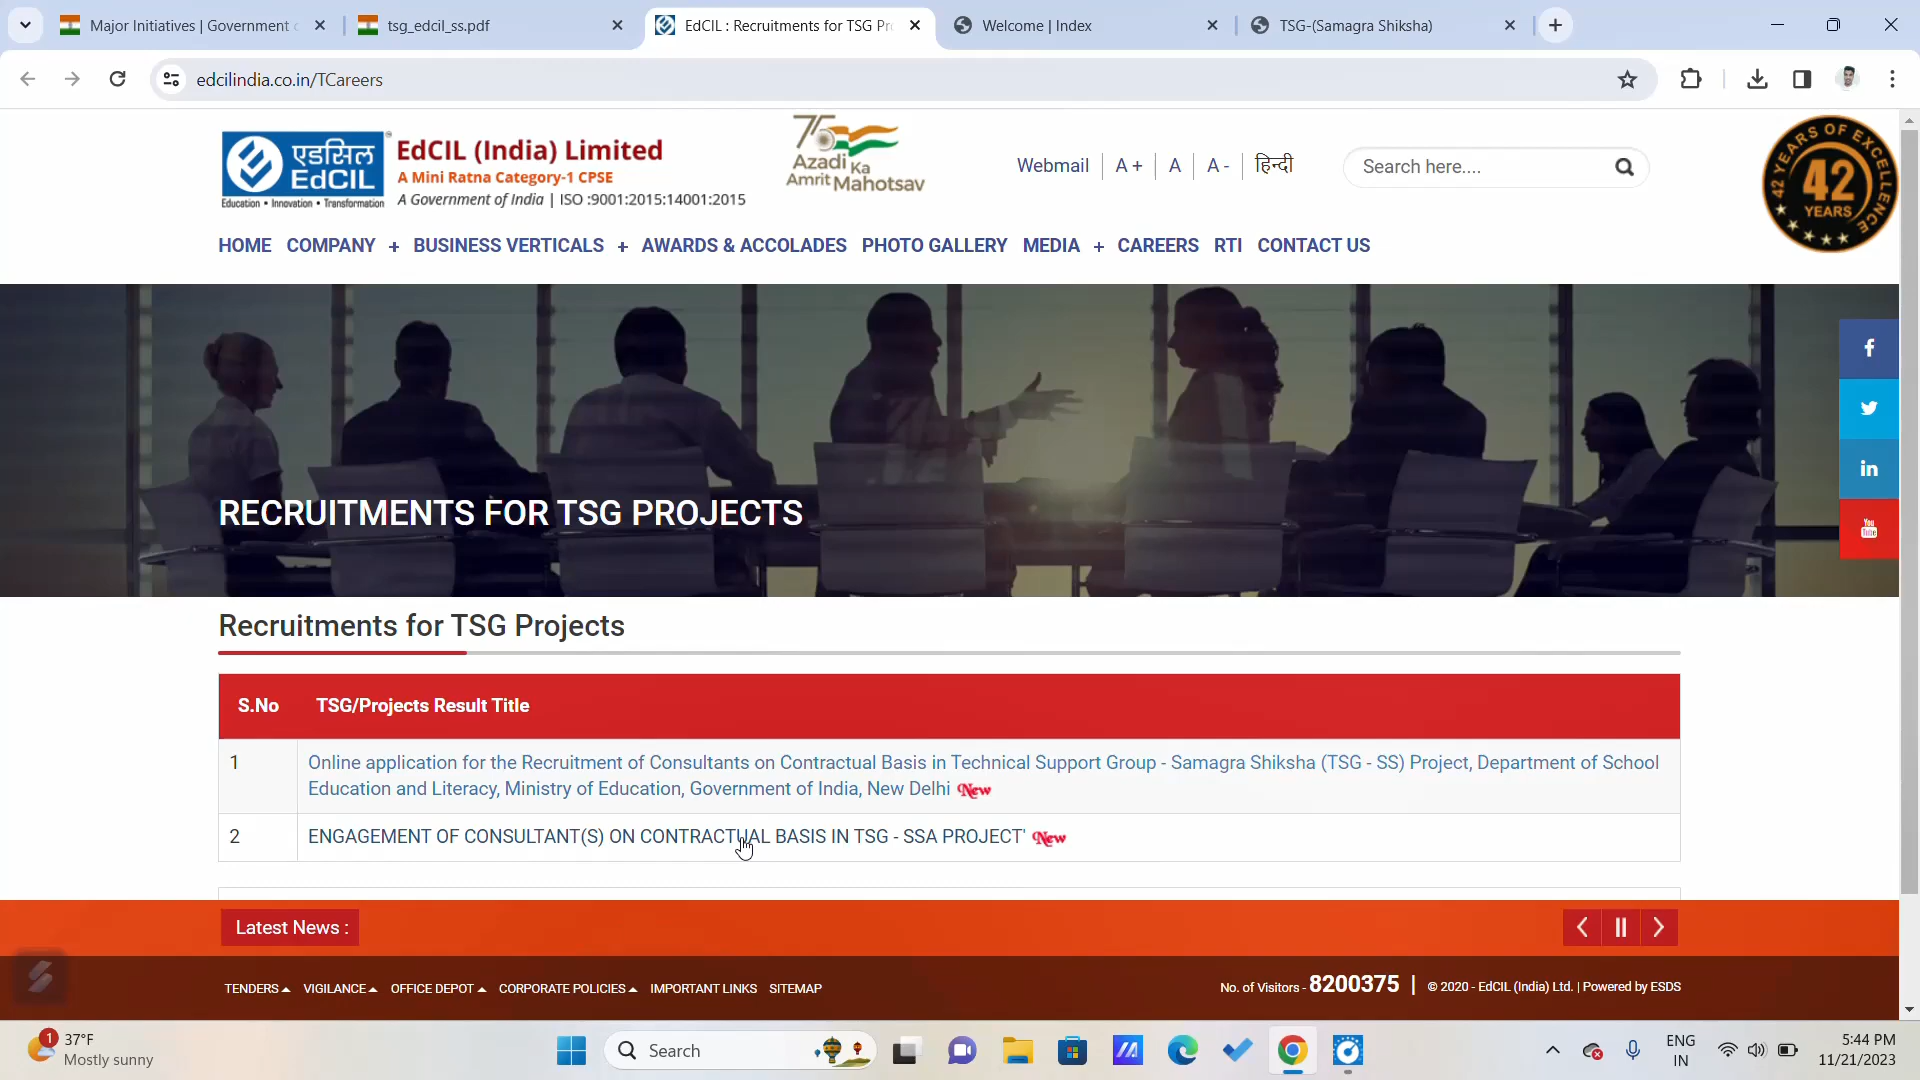 Major Initiatives | Government c
tsg_edcil_ss.pdf
EdCIL : Recruitments for TSG Pr
Welcome | Index
TSG-(Samagra Shiksha)
edcilindia.co.in/TCareers
एडसिल
EdCIL
Education • Innovation • Transformation
EdCIL (India) Limited
A Mini Ratna Category-1 CPSE
A Government of India | ISO :9001:2015:14001:2015
75
Azadi Ka
Amrit Mahotsav
Webmail
A +
A
A -
हिन्दी
Search here....
42 YEARS OF EXCELLENCE
42
YEARS
HOME COMPANY + BUSINESS VERTICALS + AWARDS & ACCOLADES PHOTO GALLERY MEDIA + CAREERS RTI CONTACT US
RECRUITMENTS FOR TSG PROJECTS
You
Tube
Recruitments for TSG Projects
S.No TSG/Projects Result Title
1 Online application for the Recruitment of Consultants on Contractual Basis in Technical Support Group - Samagra Shiksha (TSG - SS) Project, Department of School
Education and Literacy, Ministry of Education, Government of India, New Delhi New
2 ENGAGEMENT OF CONSULTANT(S) ON CONTRACTUAL BASIS IN TSG - SSA PROJECT' New
Latest News :
TENDERS VIGILANCE OFFICE DEPOT CORPORATE POLICIES IMPORTANT LINKS SITEMAP
No. of Visitors - 8200375 | © 2020 - EdCIL (India) Ltd. | Powered by ESDS
1
37°F
Mostly sunny
Search
ENG
IN
5:44 PM
11/21/2023